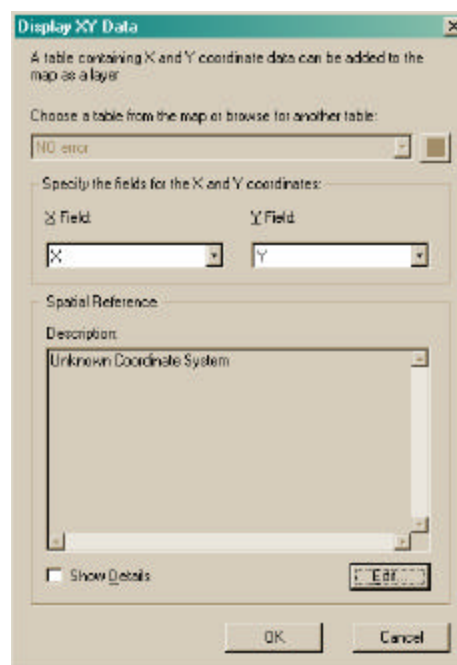 Display XY Data
A table containing X and Y coordinate data can be added to the
map as a layer
Choose a table from the map or browse for another table:
NO error
Specify the fields for the X and Y coordinates:
X Field: Y Field:
X Y
Spatial Reference
Description:
Unknown Coordinate System
Show Details Edit...
OK Cancel